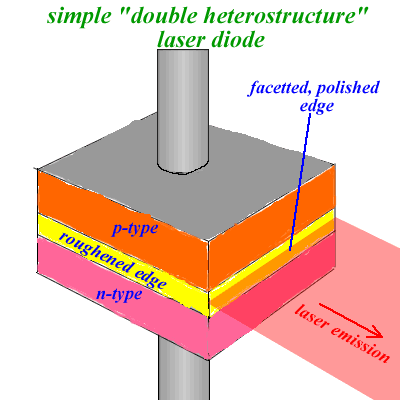 simple "double heterostructure"
laser diode
facetted, polished
edge
p-type
roughened edge
n-type
laser emission